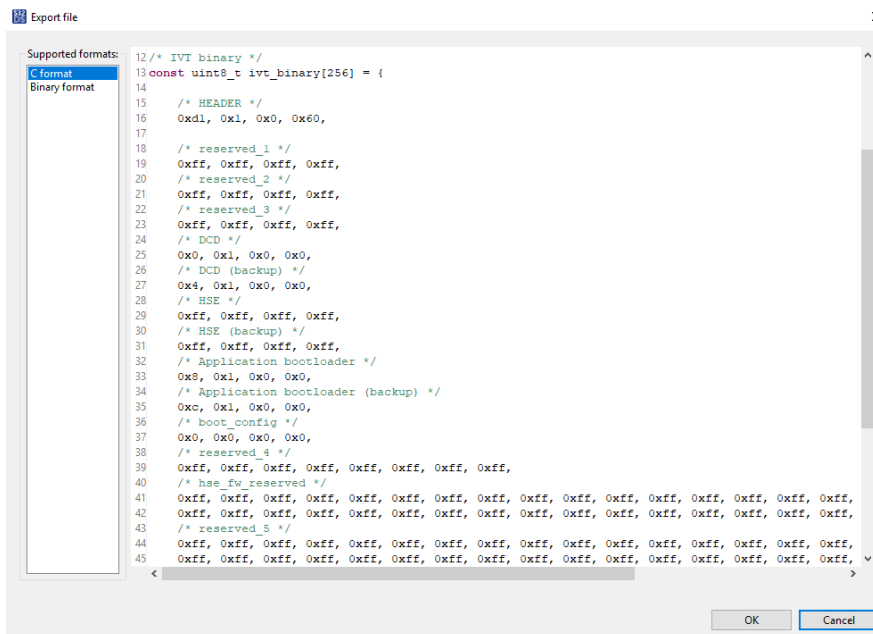 S32 DS Export file
Supported formats:
C format
Binary format
12 /* IVT binary */
13 const uint8_t ivt_binary[256] = {
14
15 /* HEADER */
16 0xd1, 0x1, 0x0, 0x60,
17
18 /* reserved_1 */
19 0xff, 0xff, 0xff, 0xff,
20 /* reserved_2 */
21 0xff, 0xff, 0xff, 0xff,
22 /* reserved_3 */
23 0xff, 0xff, 0xff, 0xff,
24 /* DCD */
25 0x0, 0x1, 0x0, 0x0,
26 /* DCD (backup) */
27 0x4, 0x1, 0x0, 0x0,
28 /* HSE */
29 0xff, 0xff, 0xff, 0xff,
30 /* HSE (backup) */
31 0xff, 0xff, 0xff, 0xff,
32 /* Application bootloader */
33 0x8, 0x1, 0x0, 0x0,
34 /* Application bootloader (backup) */
35 0xc, 0x1, 0x0, 0x0,
36 /* boot_config */
37 0x0, 0x0, 0x0, 0x0,
38 /* reserved_4 */
39 0xff, 0xff, 0xff, 0xff, 0xff, 0xff, 0xff, 0xff,
40 /* hse_fw_reserved */
41 0xff, 0xff, 0xff, 0xff, 0xff, 0xff, 0xff, 0xff, 0xff, 0xff, 0xff, 0xff, 0xff, 0xff, 0xff, 0xff,
42 0xff, 0xff, 0xff, 0xff, 0xff, 0xff, 0xff, 0xff, 0xff, 0xff, 0xff, 0xff, 0xff, 0xff, 0xff, 0xff,
43 /* reserved_5 */
44 0xff, 0xff, 0xff, 0xff, 0xff, 0xff, 0xff, 0xff, 0xff, 0xff, 0xff, 0xff, 0xff, 0xff, 0xff, 0xff,
45 0xff, 0xff, 0xff, 0xff, 0xff, 0xff, 0xff, 0xff, 0xff, 0xff, 0xff, 0xff, 0xff, 0xff, 0xff, 0xff,
OK
Cancel